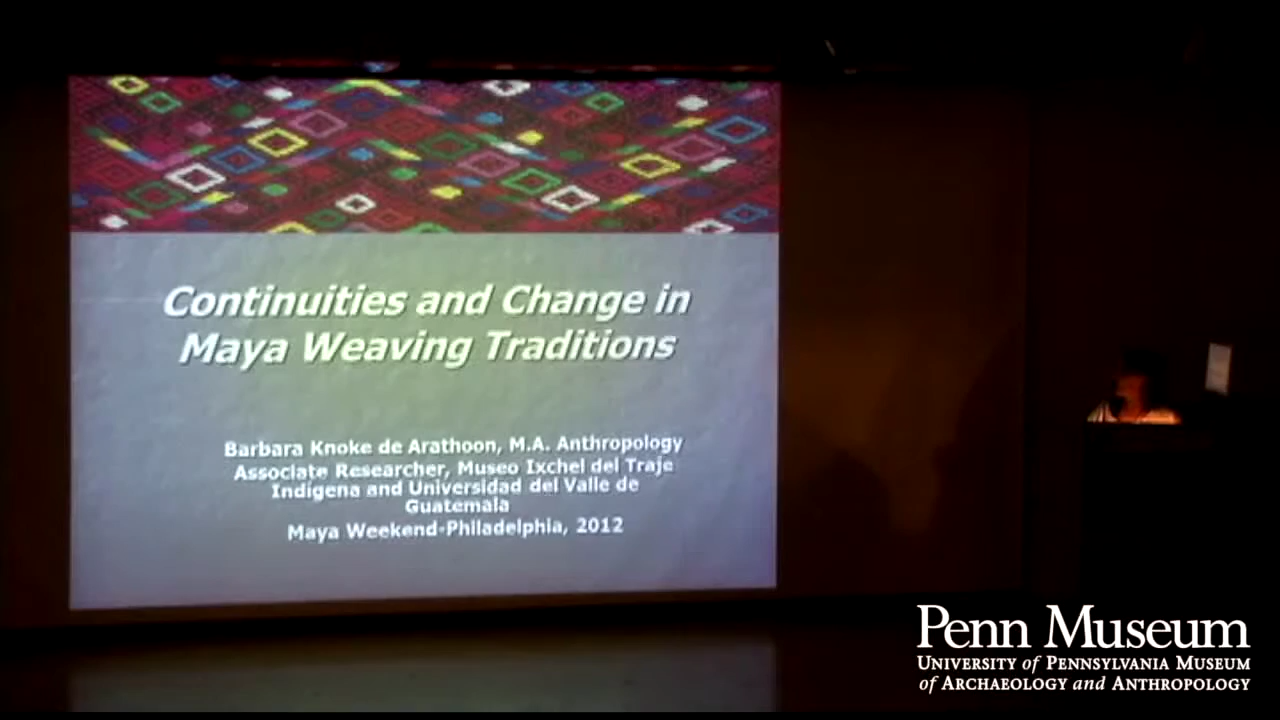 Continuities and Change in
Maya Weaving Traditions
Barbara Knoke de Arathoon, M.A. Anthropology
Associate Researcher, Museo Ixchel del Traje
Indígena and Universidad del Valle de
Guatemala
Maya Weekend-Philadelphia, 2012
Penn Museum
UNIVERSITY of PENNSYLVANIA MUSEUM
of ARCHAEOLOGY and ANTHROPOLOGY